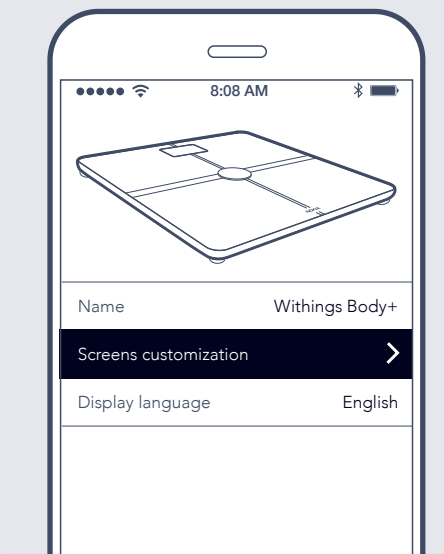 8:08 AM
Name Withings Body+
Screens customization
Display language English